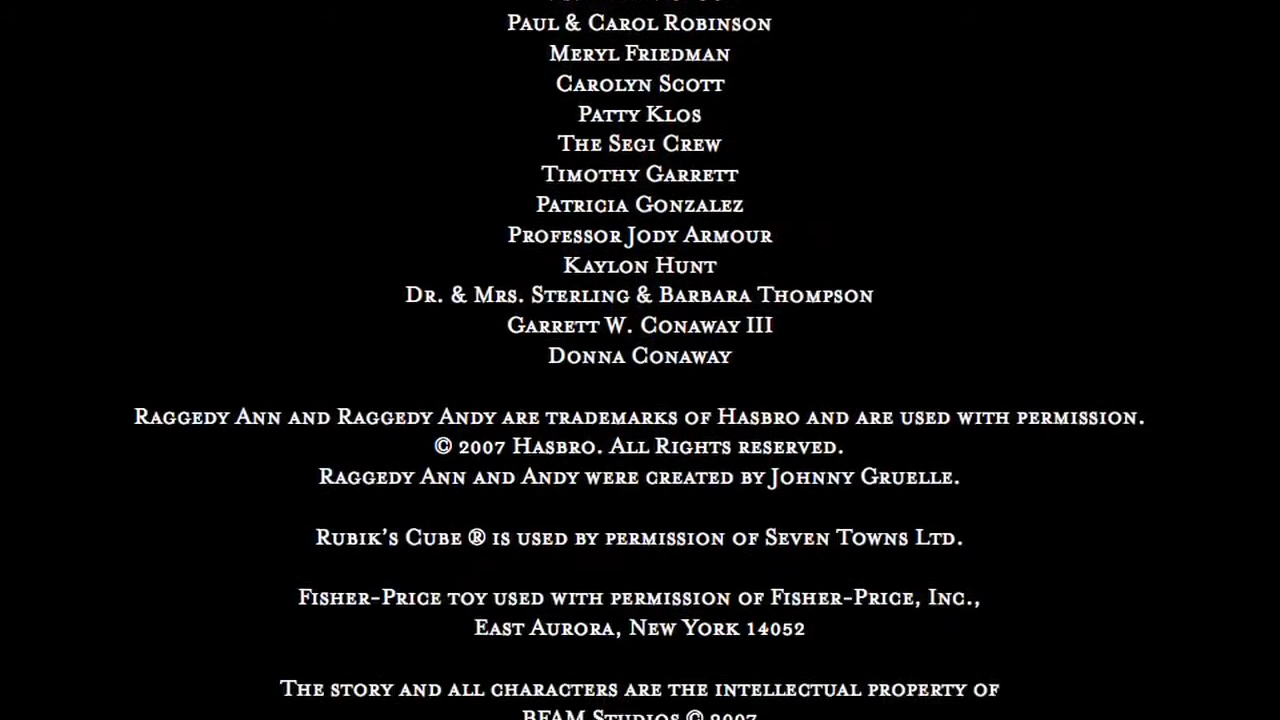 Paul & Carol Robinson
Meryl Friedman
Carolyn Scott
Patty Klos
The Segi Crew
Timothy Garrett
Patricia Gonzalez
Professor Jody Armour
Kaylon Hunt
Dr. & Mrs. Sterling & Barbara Thompson
Garrett W. Conaway III
Donna Conaway
Raggedy Ann and Raggedy Andy are trademarks of Hasbro and are used with permission.
© 2007 Hasbro. All Rights reserved.
Raggedy Ann and Andy were created by Johnny Gruelle.
Rubik's Cube ® is used by permission of Seven Towns Ltd.
Fisher-Price toy used with permission of Fisher-Price, Inc.,
East Aurora, New York 14052
The story and all characters are the intellectual property of
BFAM Studios © 2007